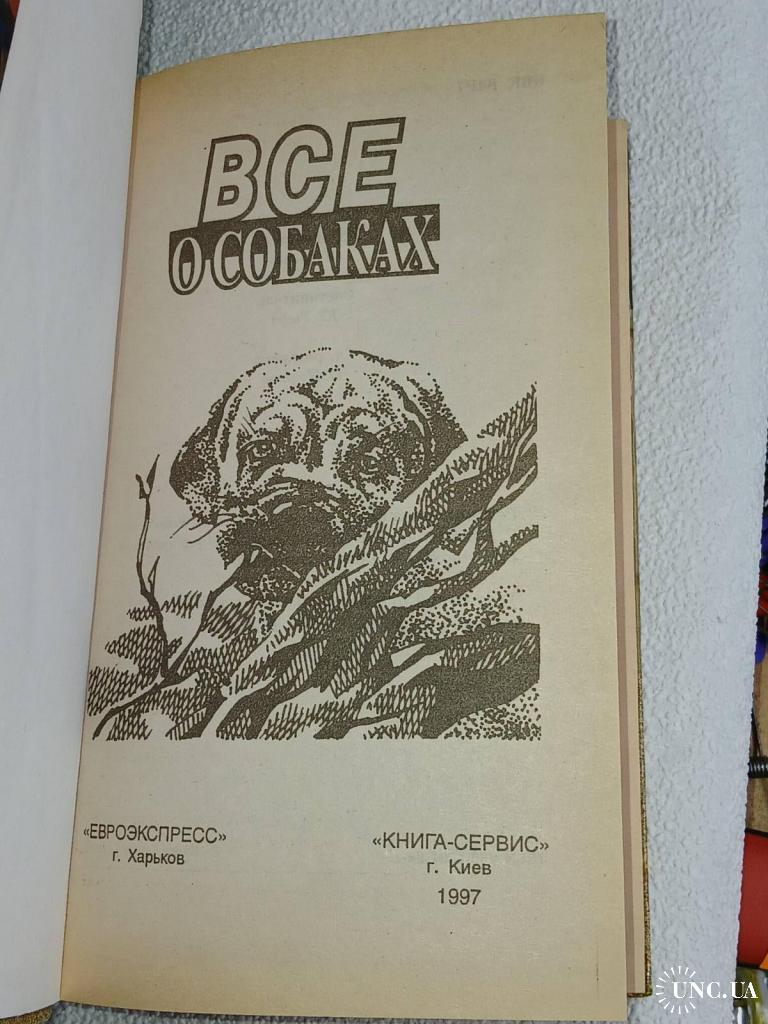 ВСЕ
О СОБАКАХ
«ЕВРОЭКСПРЕСС»
г. Харьков
«КНИГА-СЕРВИС»
г. Киев
1997
UNC.UA